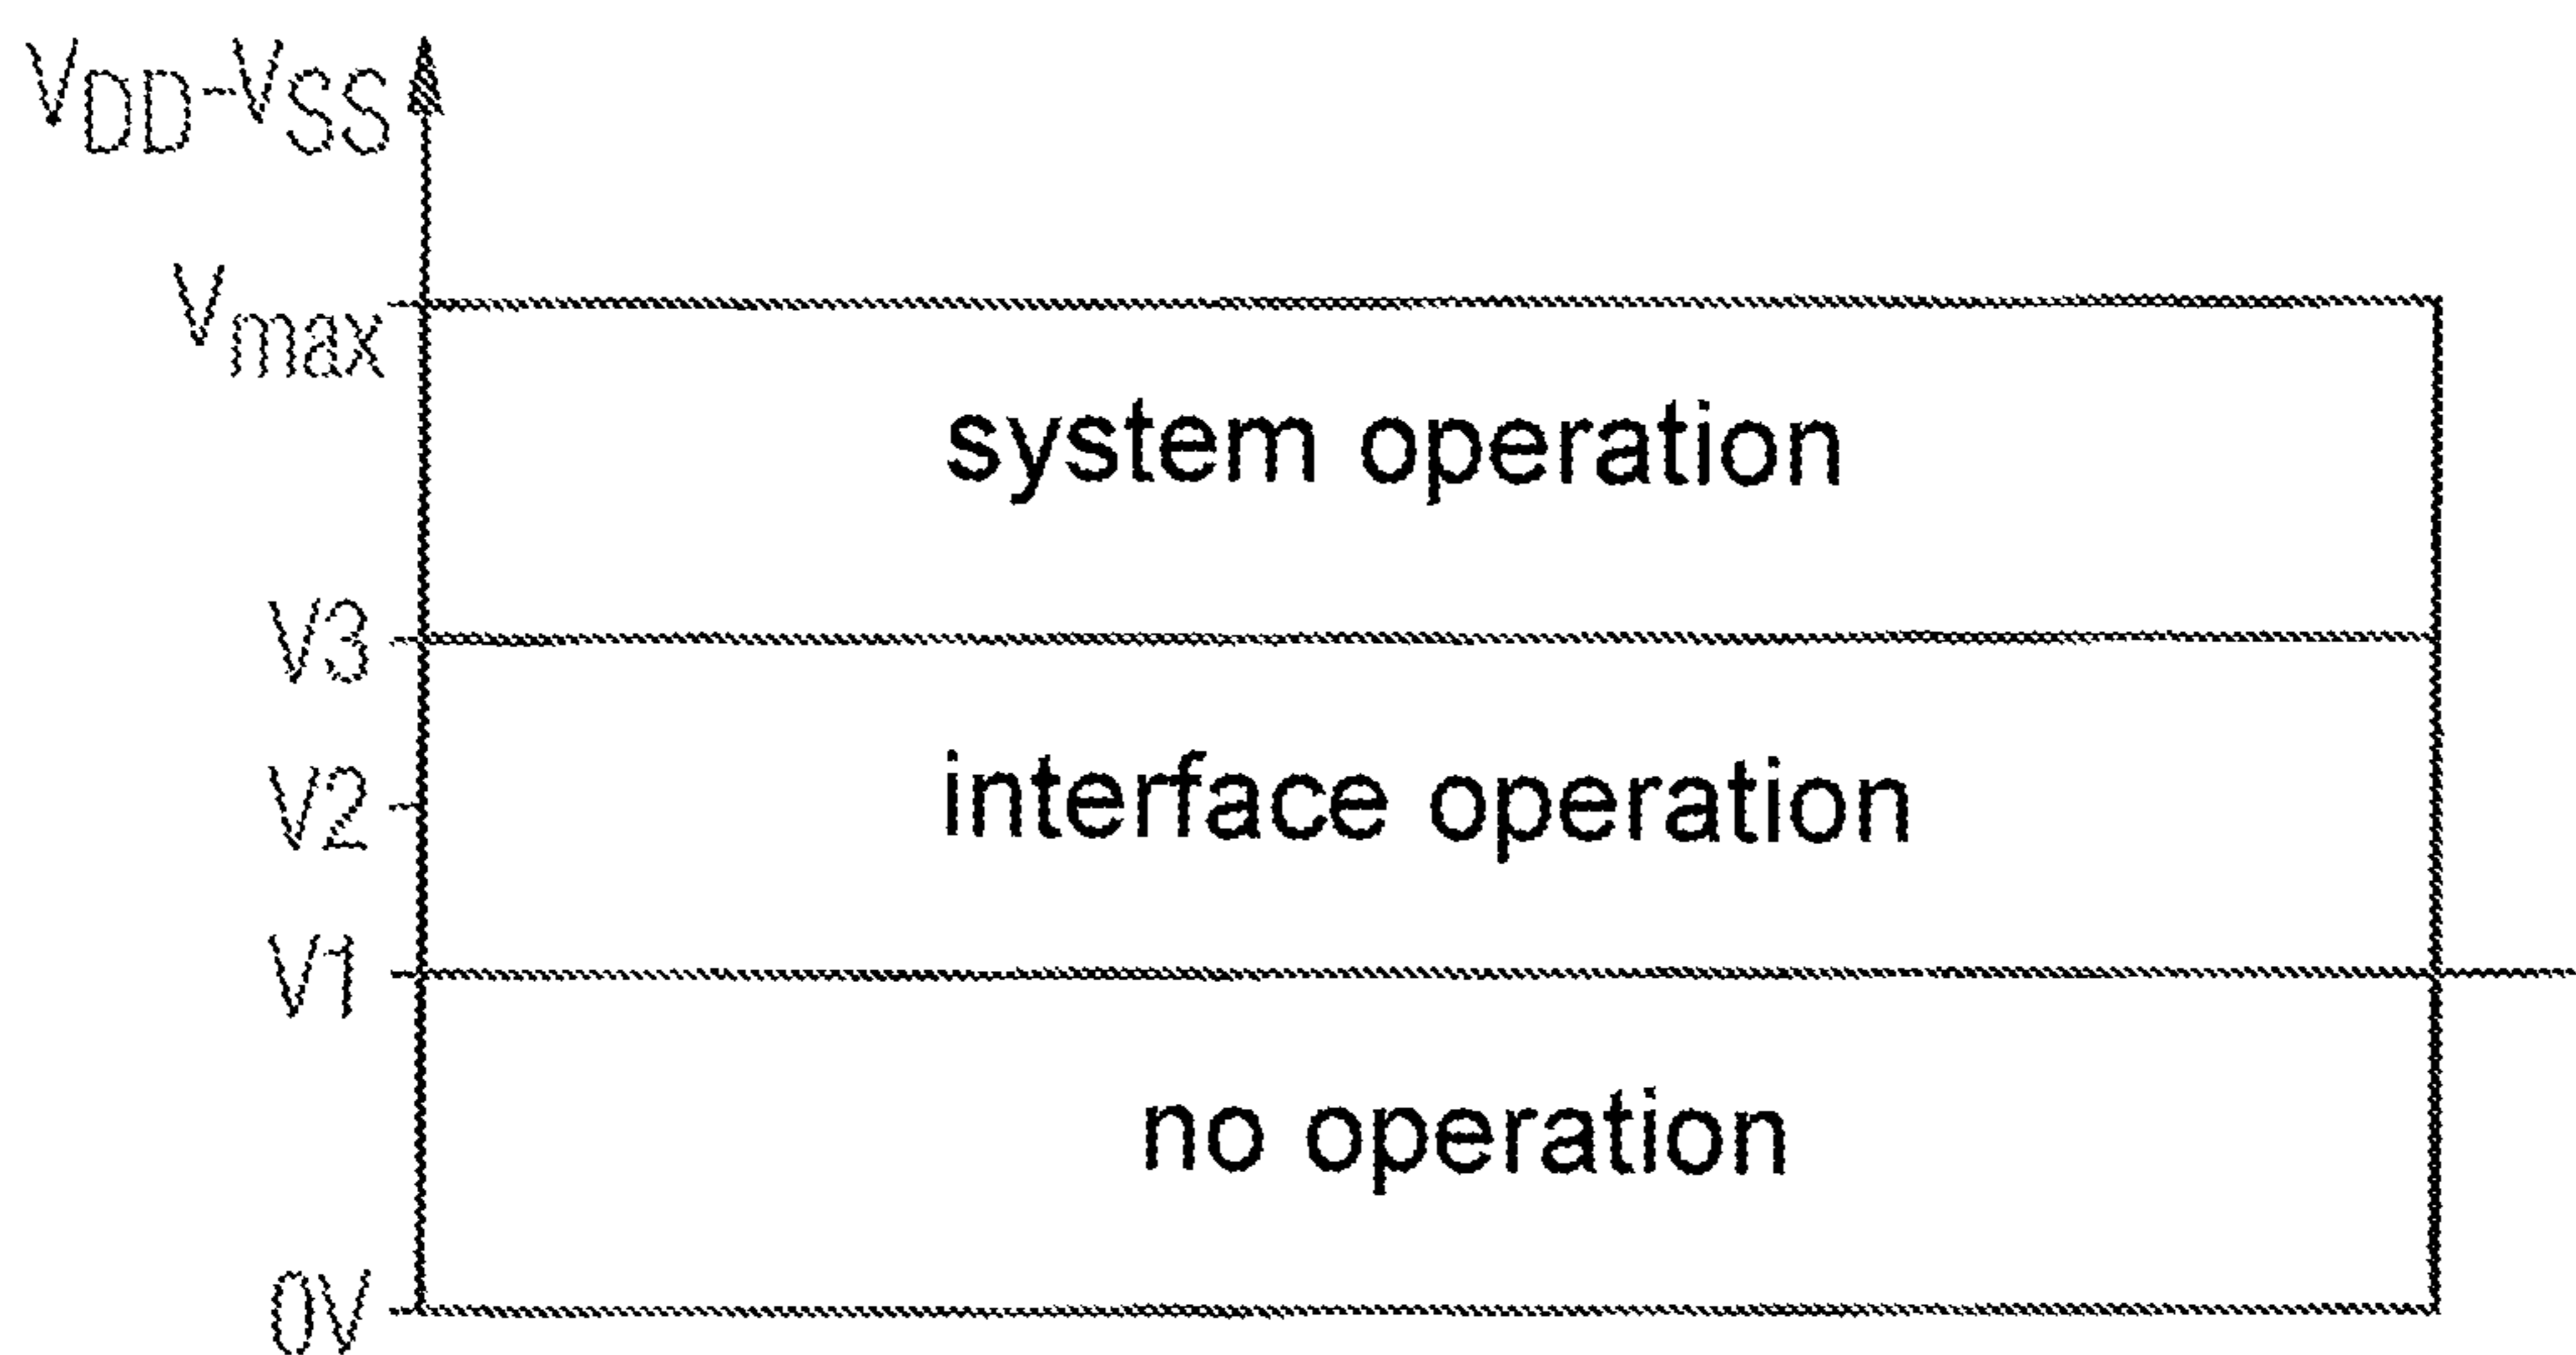 VDD-VSS
Vmax
system operation
V3
interface operation
V2
V1
no operation
0V